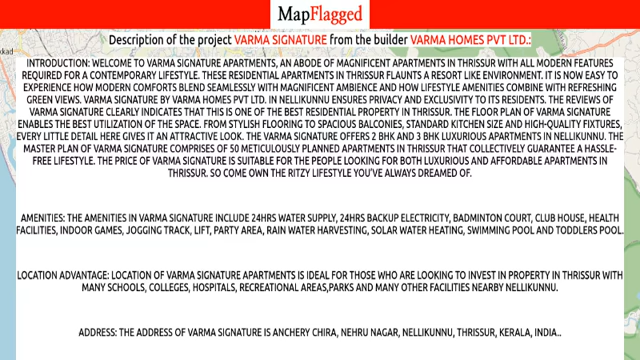 MapFlagged
Description of the project VARMA SIGNATURE from the builder VARMA HOMES PVT LTD.:
kkad
INTRODUCTION: WELCOME TO VARMA SIGNATURE APARTMENTS, AN ABODE OF MAGNIFICENT APARTMENTS IN THRISSUR WITH ALL MODERN FEATURES
REQUIRED FOR A CONTEMPORARY LIFESTYLE. THESE RESIDENTIAL APARTMENTS IN THRISSUR FLAUNTS A RESORT LIKE ENVIRONMENT. IT IS NOW EASY TO
EXPERIENCE HOW MODERN COMFORTS BLEND SEAMLESSLY WITH MAGNIFICENT AMBIENCE AND HOW LIFESTYLE AMENITIES COMBINE WITH REFRESHING
GREEN VIEWS. VARMA SIGNATURE BY VARMA HOMES PVT LTD. IN NELLIKUNNU ENSURES PRIVACY AND EXCLUSIVITY TO ITS RESIDENTS. THE REVIEWS OF
VARMA SIGNATURE CLEARLY INDICATES THAT THIS IS ONE OF THE BEST RESIDENTIAL PROPERTY IN THRISSUR. THE FLOOR PLAN OF VARMA SIGNATURE
ENABLES THE BEST UTILIZATION OF THE SPACE. FROM STYLISH FLOORING TO SPACIOUS BALCONIES, STANDARD KITCHEN SIZE AND HIGH-QUALITY FIXTURES,
EVERY LITTLE DETAIL HERE GIVES IT AN ATTRACTIVE LOOK. THE VARMA SIGNATURE OFFERS 2 BHK AND 3 BHK LUXURIOUS APARTMENTS IN NELLIKUNNU. THE
MASTER PLAN OF VARMA SIGNATURE COMPRISES OF 50 METICULOUSLY PLANNED APARTMENTS IN THRISSUR THAT COLLECTIVELY GUARANTEE A HASSLE-
FREE LIFESTYLE. THE PRICE OF VARMA SIGNATURE IS SUITABLE FOR THE PEOPLE LOOKING FOR BOTH LUXURIOUS AND AFFORDABLE APARTMENTS IN
THRISSUR. SO COME OWN THE RITZY LIFESTYLE YOU'VE ALWAYS DREAMED OF.
AMENITIES: THE AMENITIES IN VARMA SIGNATURE INCLUDE 24HRS WATER SUPPLY, 24HRS BACKUP ELECTRICITY, BADMINTON COURT, CLUB HOUSE, HEALTH
FACILITIES, INDOOR GAMES, JOGGING TRACK, LIFT, PARTY AREA, RAIN WATER HARVESTING, SOLAR WATER HEATING, SWIMMING POOL AND TODDLERS POOL.
LOCATION ADVANTAGE: LOCATION OF VARMA SIGNATURE APARTMENTS IS IDEAL FOR THOSE WHO ARE LOOKING TO INVEST IN PROPERTY IN THRISSUR WITH
MANY SCHOOLS, COLLEGES, HOSPITALS, RECREATIONAL AREAS,PARKS AND MANY OTHER FACILITIES NEARBY NELLIKUNNU.
ADDRESS: THE ADDRESS OF VARMA SIGNATURE IS ANCHERY CHIRA, NEHRU NAGAR, NELLIKUNNU, THRISSUR, KERALA, INDIA..